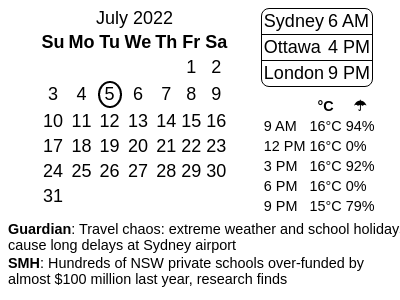 July 2022
Su Mo Tu We Th Fr Sa
1 2
3 4 5 6 7 8 9
10 11 12 13 14 15 16
17 18 19 20 21 22 23
24 25 26 27 28 29 30
31
Sydney 6 AM
Ottawa 4 PM
London 9 PM
°C ☂
9 AM 16°C 94%
12 PM 16°C 0%
3 PM 16°C 92%
6 PM 16°C 0%
9 PM 15°C 79%
Guardian: Travel chaos: extreme weather and school holiday
cause long delays at Sydney airport
SMH: Hundreds of NSW private schools over-funded by
almost $100 million last year, research finds